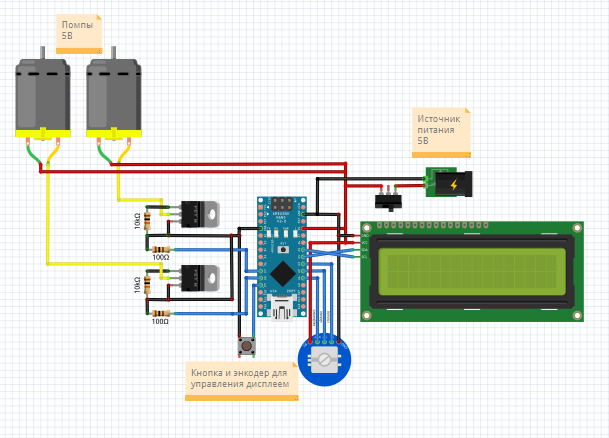 Помпы
5В
Источник
питания
5В
10kΩ
100Ω
10kΩ
100Ω
Кнопка и энкодер для
управления дисплеем